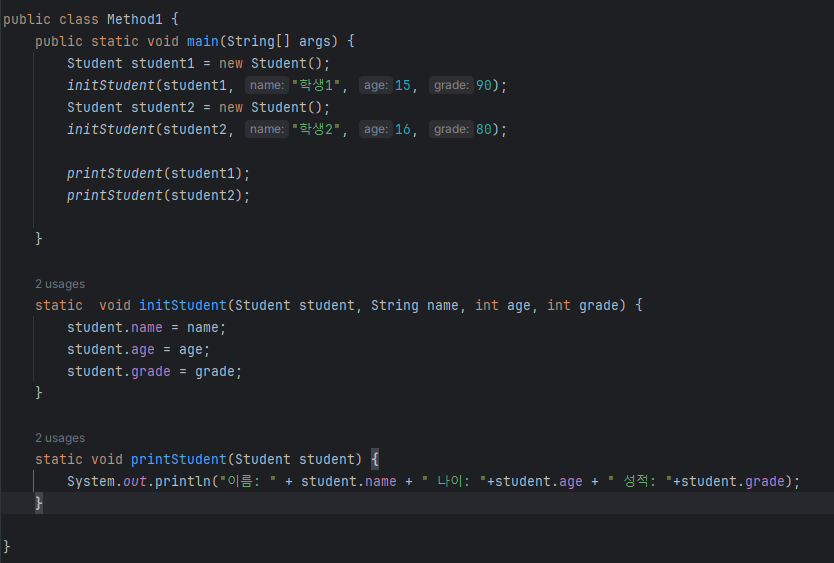 public class Method1 {
    public static void main(String[] args) {
        Student student1 = new Student();
        initStudent(student1, name: "학생1", age: 15, grade: 90);
        Student student2 = new Student();
        initStudent(student2, name: "학생2", age: 16, grade: 80);
        printStudent(student1);
        printStudent(student2);
    }
    2 usages
    static  void initStudent(Student student, String name, int age, int grade) {
        student.name = name;
        student.age = age;
        student.grade = grade;
    }
    2 usages
    static void printStudent(Student student) {
        System.out.println("이름: " + student.name + " 나이: "+student.age + " 성적: "+student.grade);
    }
}